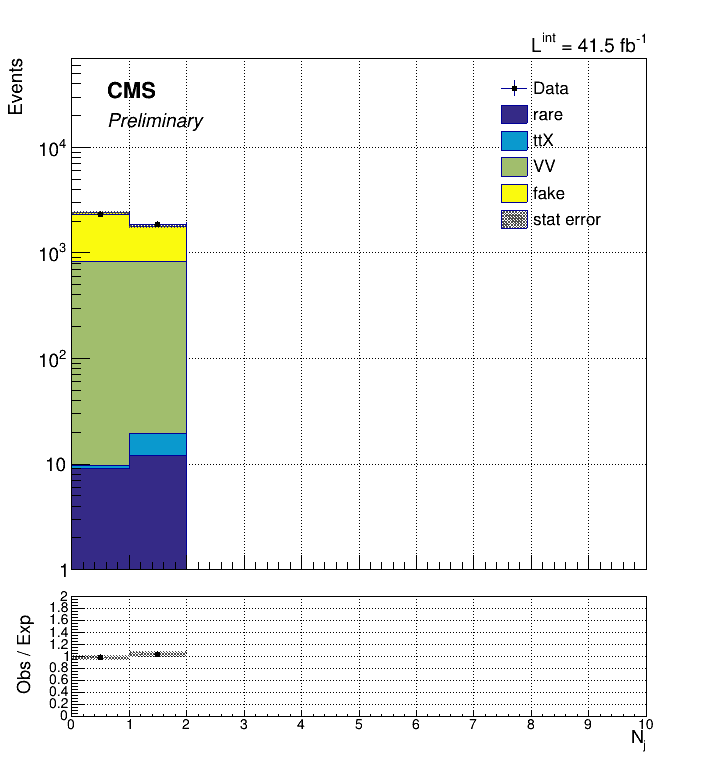 L^int = 41.5 fb^-1
Events
CMS
Preliminary
Data
rare
ttX
VV
fake
stat error
10^4
10^3
10^2
10
1
Obs / Exp
2
1.8
1.6
1.4
1.2
1
0.8
0.6
0.4
0.2
0
0 1 2 3 4 5 6 7 8 9 10
N_j